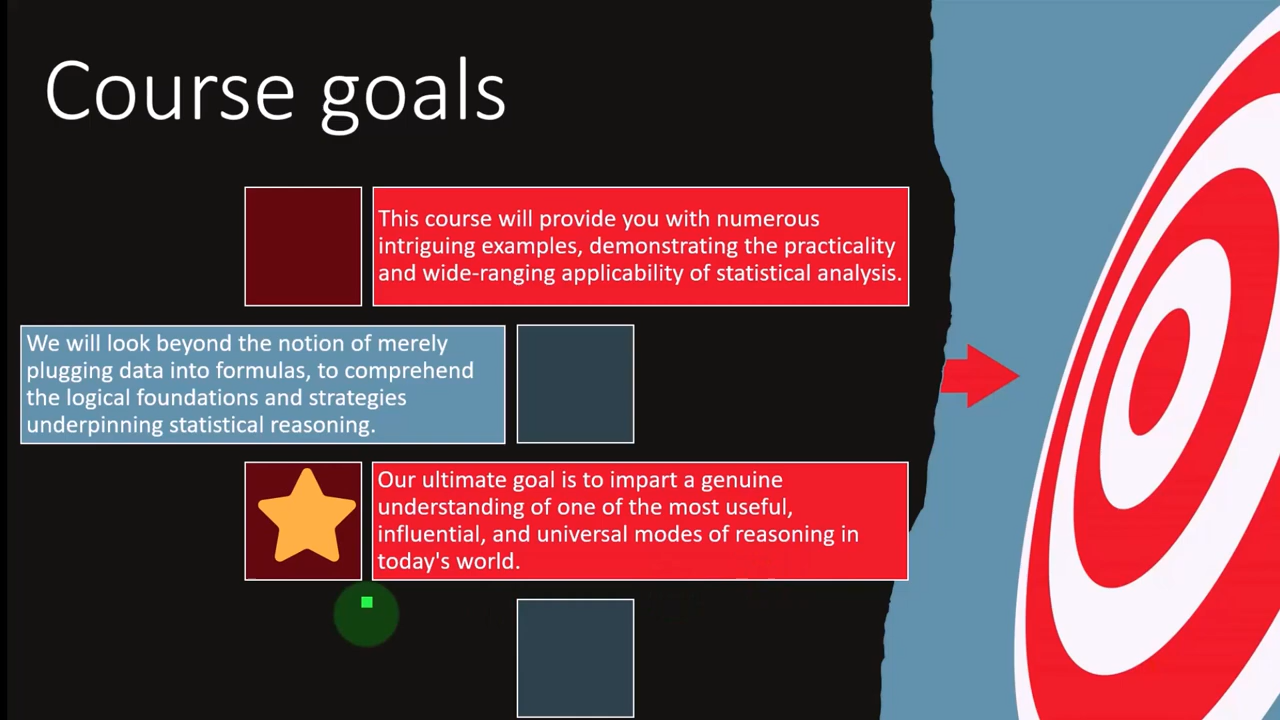 Course goals
This course will provide you with numerous
intriguing examples, demonstrating the practicality
and wide-ranging applicability of statistical analysis.
We will look beyond the notion of merely
plugging data into formulas, to comprehend
the logical foundations and strategies
underpinning statistical reasoning.
Our ultimate goal is to impart a genuine
understanding of one of the most useful,
influential, and universal modes of reasoning in
today's world.